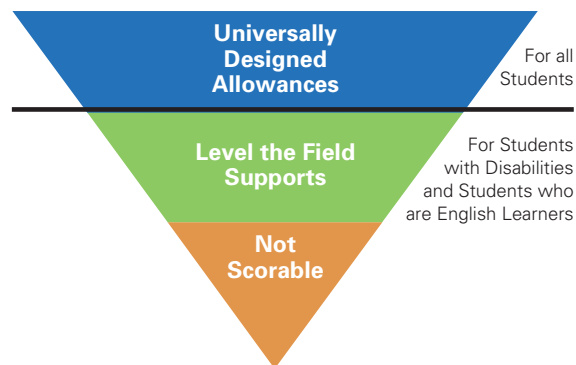 Universally
Designed
Allowances
For all
Students
Level the Field
Supports
For Students
with Disabilities
and Students who
are English Learners
Not
Scorable